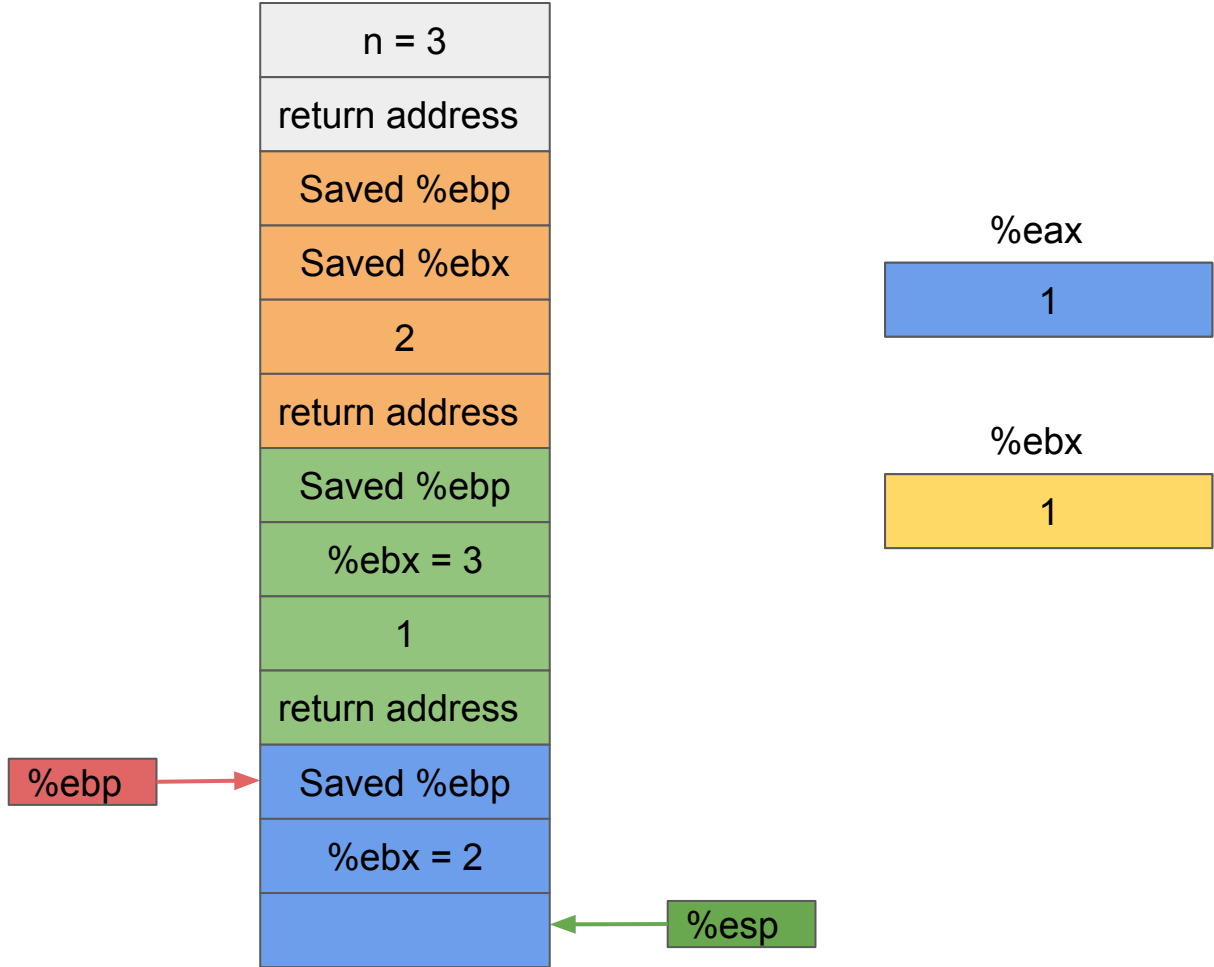 n = 3
return address
Saved %ebp
Saved %ebx
2
return address
Saved %ebp
%ebx = 3
1
return address
Saved %ebp
%ebx = 2
%ebp
%esp
%eax
1
%ebx
1